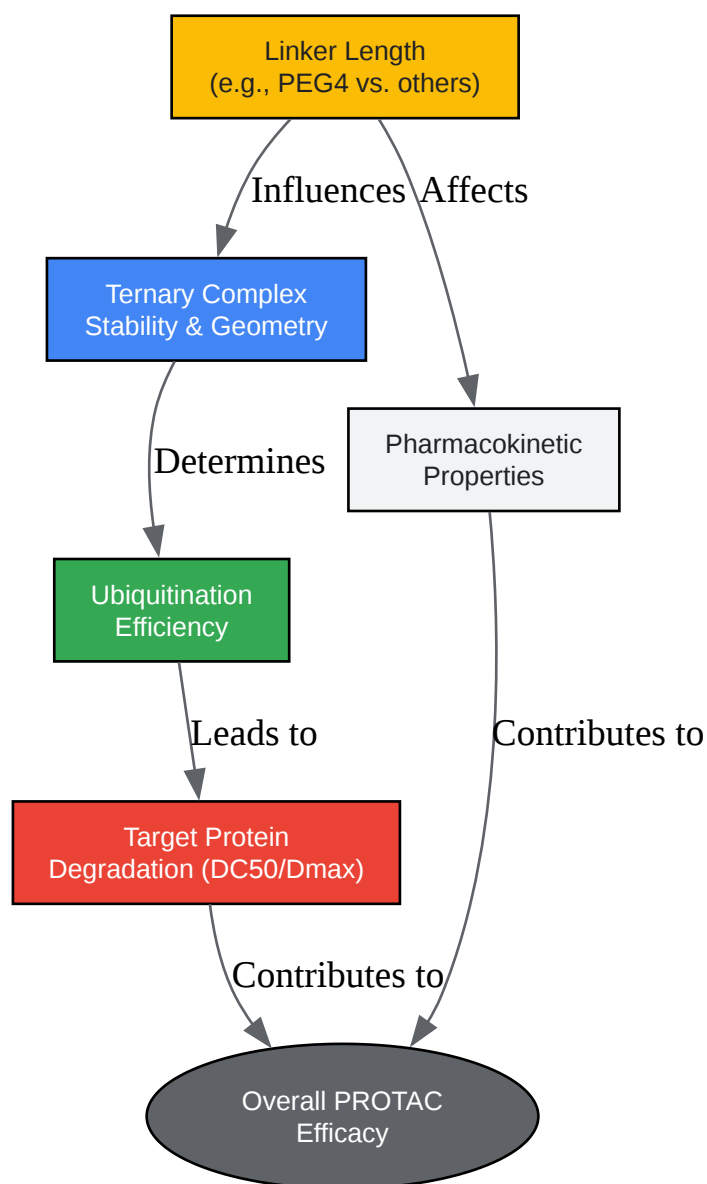 Linker Length
(e.g., PEG4 vs. others)
Influences
Affects
Ternary Complex
Stability & Geometry
Determines
Pharmacokinetic
Properties
Ubiquitination
Efficiency
Leads to
Contributes to
Target Protein
Degradation (DC50/Dmax)
Contributes to
Overall PROTAC
Efficacy